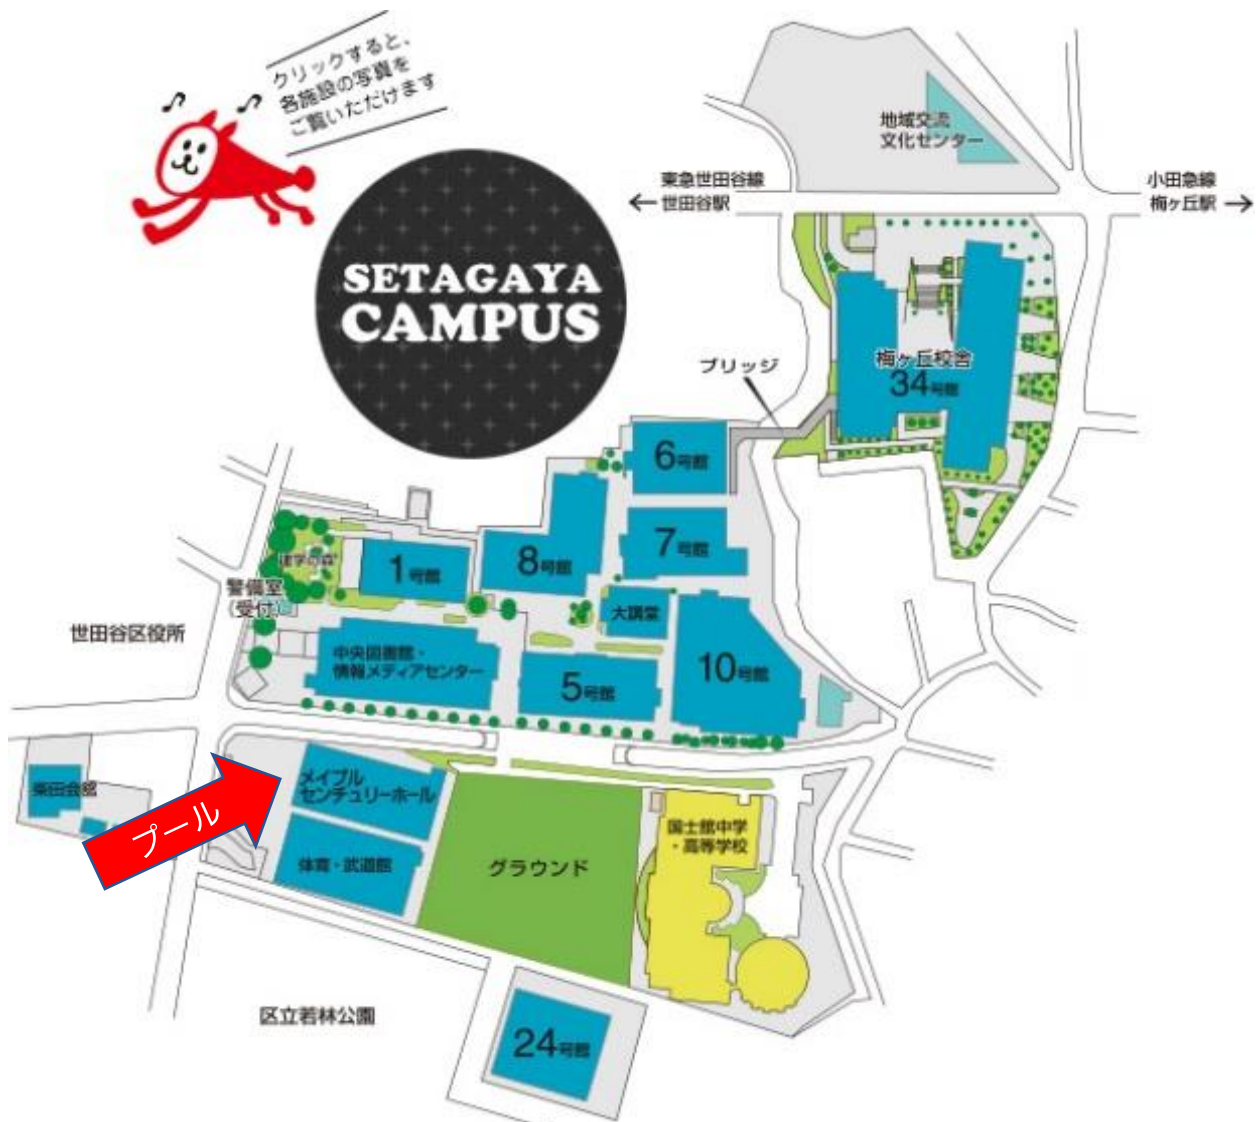 クリックすると、
各施設の写真を
ご覧いただけます
SETAGAYA
CAMPUS
地域交流
文化センター
東急世田谷線
← 世田谷駅
小田急線
梅ヶ丘駅 →
梅ヶ丘校舎
34号館
ブリッジ
6号館
7号館
8号館
1号館
建学の森
警備室
(受付)
大講堂
世田谷区役所
中央図書館・
情報メディアセンター
5号館
10号館
柴田会館
プール
メイプル
センチュリーホール
体育・武道館
グラウンド
国士舘中学
・高等学校
区立若林公園
24号館